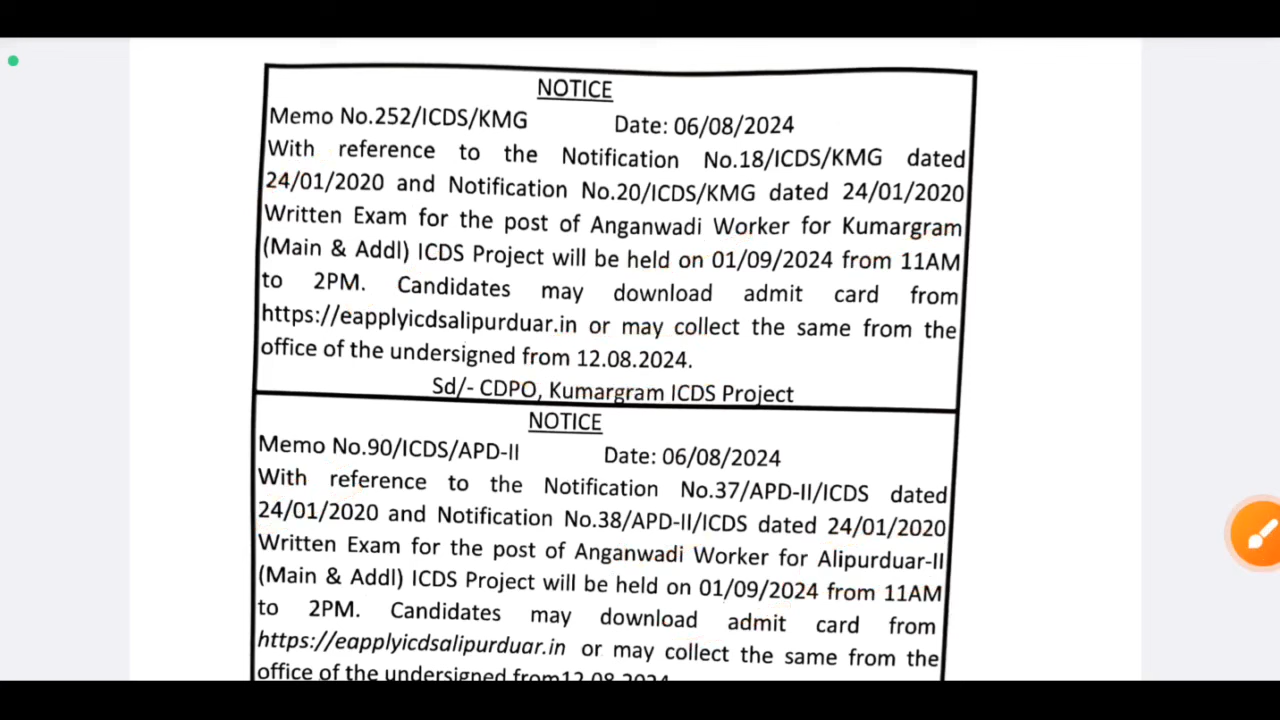 NOTICE
Memo No.252/ICDS/KMG Date: 06/08/2024
With reference to the Notification No.18/ICDS/KMG dated
24/01/2020 and Notification No.20/ICDS/KMG dated 24/01/2020
Written Exam for the post of Anganwadi Worker for Kumargram
(Main & Addl) ICDS Project will be held on 01/09/2024 from 11AM
to 2PM. Candidates may download admit card from
https://eapplyicdsalipurduar.in or may collect the same from the
office of the undersigned from 12.08.2024.
Sd/- CDPO, Kumargram ICDS Project
NOTICE
Memo No.90/ICDS/APD-II Date: 06/08/2024
With reference to the Notification No.37/APD-II/ICDS dated
24/01/2020 and Notification No.38/APD-II/ICDS dated 24/01/2020
Written Exam for the post of Anganwadi Worker for Alipurduar-II
(Main & Addl) ICDS Project will be held on 01/09/2024 from 11AM
to 2PM. Candidates may download admit card from
https://eapplyicdsalipurduar.in or may collect the same from the
office of the undersigned from12.08.2024.